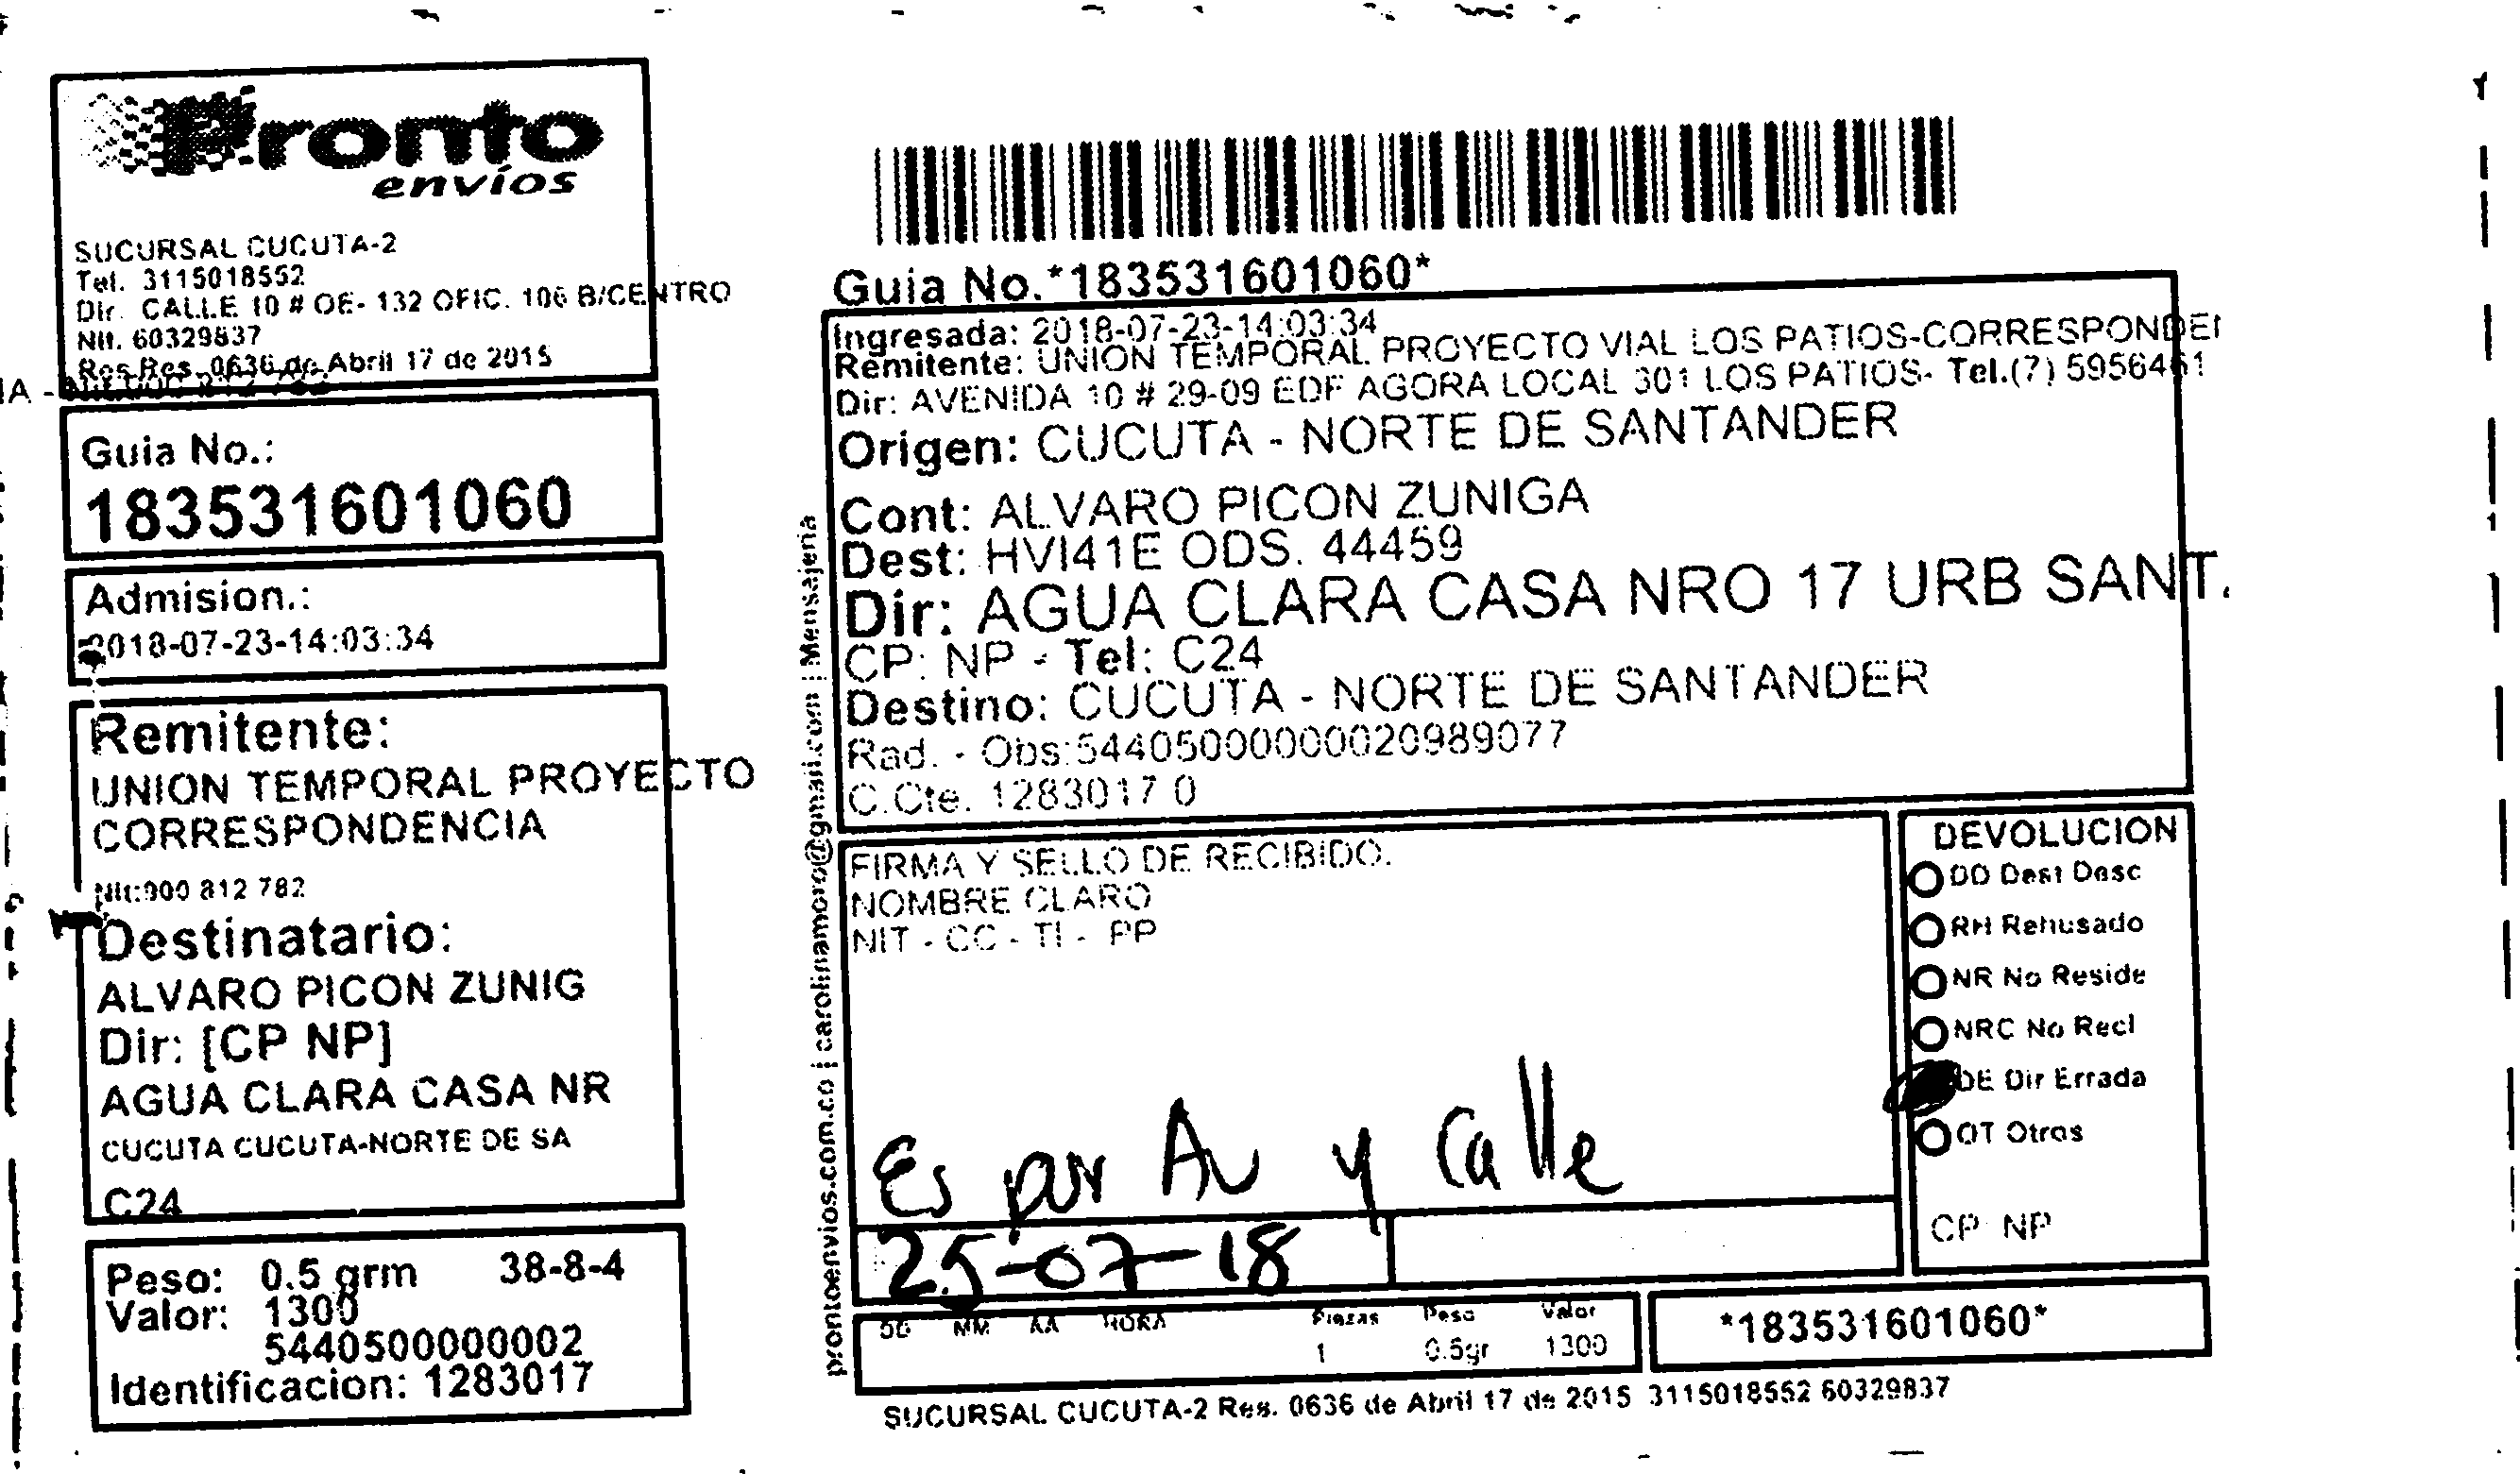 Pronto
envíos
SUCURSAL CUCUTA-2
Tel. 3115018552
Dir. CALLE 10 # OE- 132 OFIC. 106 B/CENTRO
Nit. 60329837
Res.Res. 0636 de Abril 17 de 2015
Guia No.:
183531601060
Admision.:
2018-07-23-14:03:34
Remitente:
UNION TEMPORAL PROYECTO
CORRESPONDENCIA
Nit:900 812 782
Destinatario:
ALVARO PICON ZUNIG
Dir: [CP NP]
AGUA CLARA CASA NR
CUCUTA CUCUTA-NORTE DE SA
C24
Peso: 0.5 grm 38-8-4
Valor: 1300
5440500000002
Identificacion: 1283017
prontoenvios.com.co | carolinamoro@gmail.com | Mensajeria
Guia No.*183531601060*
Ingresada: 2018-07-23-14:03:34
Remitente: UNION TEMPORAL PROYECTO VIAL LOS PATIOS-CORRESPONDEN
Dir: AVENIDA 10 # 29-09 EDF AGORA LOCAL 301 LOS PATIOS- Tel.(7) 5956461
Origen: CUCUTA - NORTE DE SANTANDER
Cont: ALVARO PICON ZUNIGA
Dest: HVI41E ODS. 44459
Dir: AGUA CLARA CASA NRO 17 URB SANT
CP: NP - Tel: C24
Destino: CUCUTA - NORTE DE SANTANDER
Rad. - Obs:544050000000020989077
C.Cte. 1283017 0
FIRMA Y SELLO DE RECIBIDO.
NOMBRE CLARO
NIT - CC - TI - PP
Es por Av y Calle
25-07-18
DD MM AA HORA Piezas Peso Valor
1 0.5gr 1300
DEVOLUCION
DD Dest Desc
RH Rehusado
NR No Reside
NRC No Recl
DE Dir Errada
OT Otros
CP: NP
*183531601060*
SUCURSAL CUCUTA-2 Res. 0636 de Abril 17 de 2015 3115018552 60329837